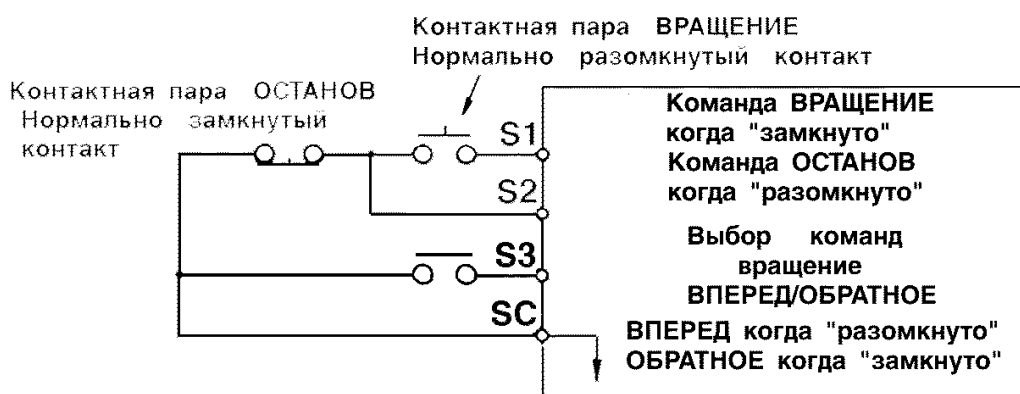 Контактная пара ВРАЩЕНИЕ
Нормально разомкнутый контакт
Контактная пара ОСТАНОВ
Нормально замкнутый
контакт
S1
Команда ВРАЩЕНИЕ
когда "замкнуто"
S2
Команда ОСТАНОВ
когда "разомкнуто"
S3
Выбор команд
вращение
ВПЕРЕД/ОБРАТНОЕ
SC
ВПЕРЕД когда "разомкнуто"
ОБРАТНОЕ когда "замкнуто"